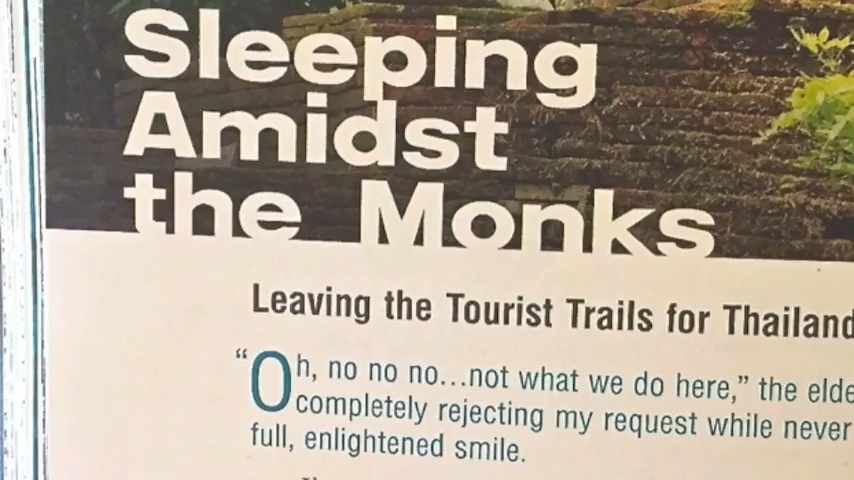 Sleeping
Amidst
the Monks
Leaving the Tourist Trails for Thailand
“Oh, no no no...not what we do here,” the
completely rejecting my request while never
full, enlightened smile.